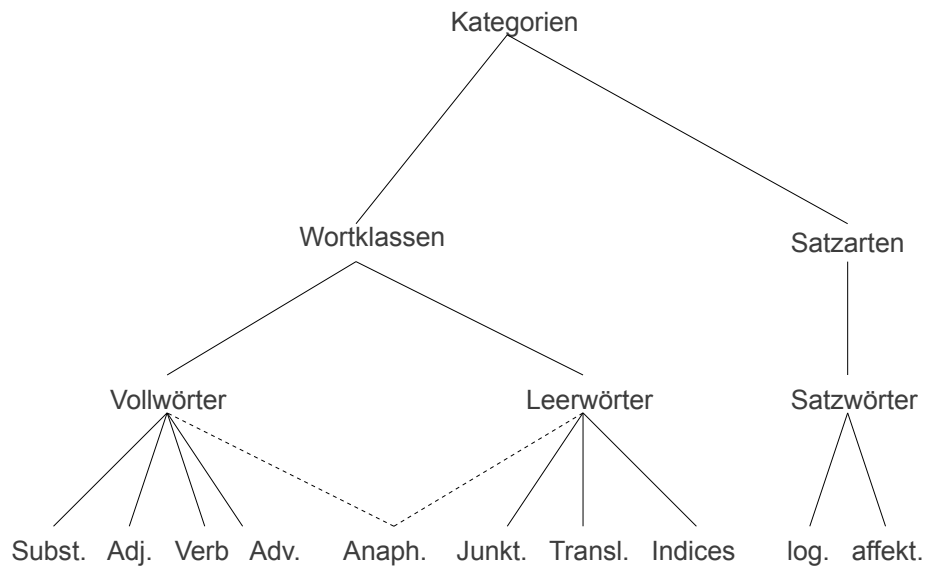 Kategorien
Wortklassen Satzarten
Vollwörter Leerwörter Satzwörter
Subst. Adj. Verb Adv. Anaph. Junkt. Transl. Indices log. affekt.